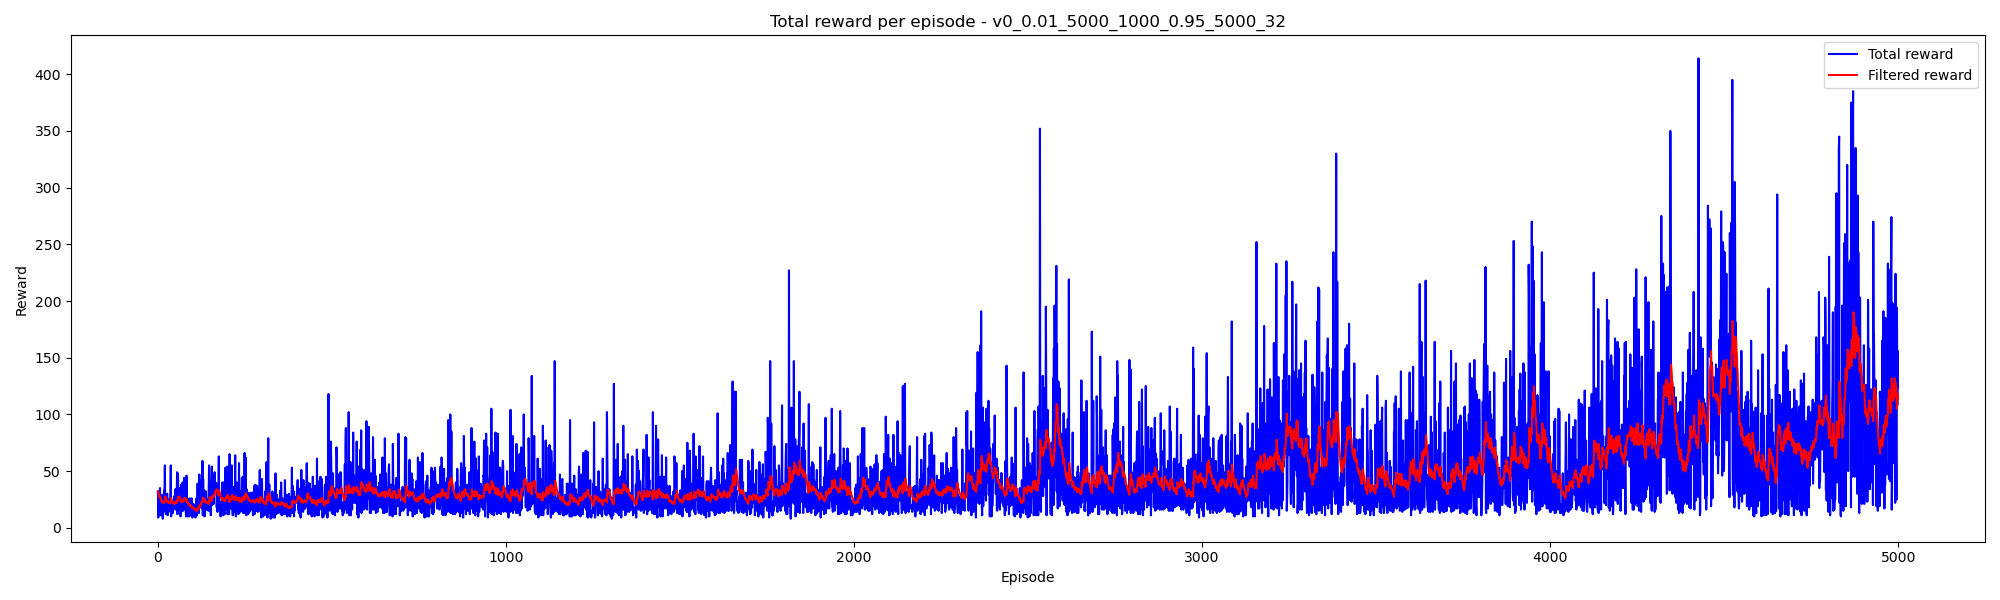 Total reward per episode - v0_0.01_5000_1000_0.95_5000_32
Total reward
Filtered reward
Reward
400
350
300
250
200
150
100
50
0
0 1000 2000 3000 4000 5000
Episode